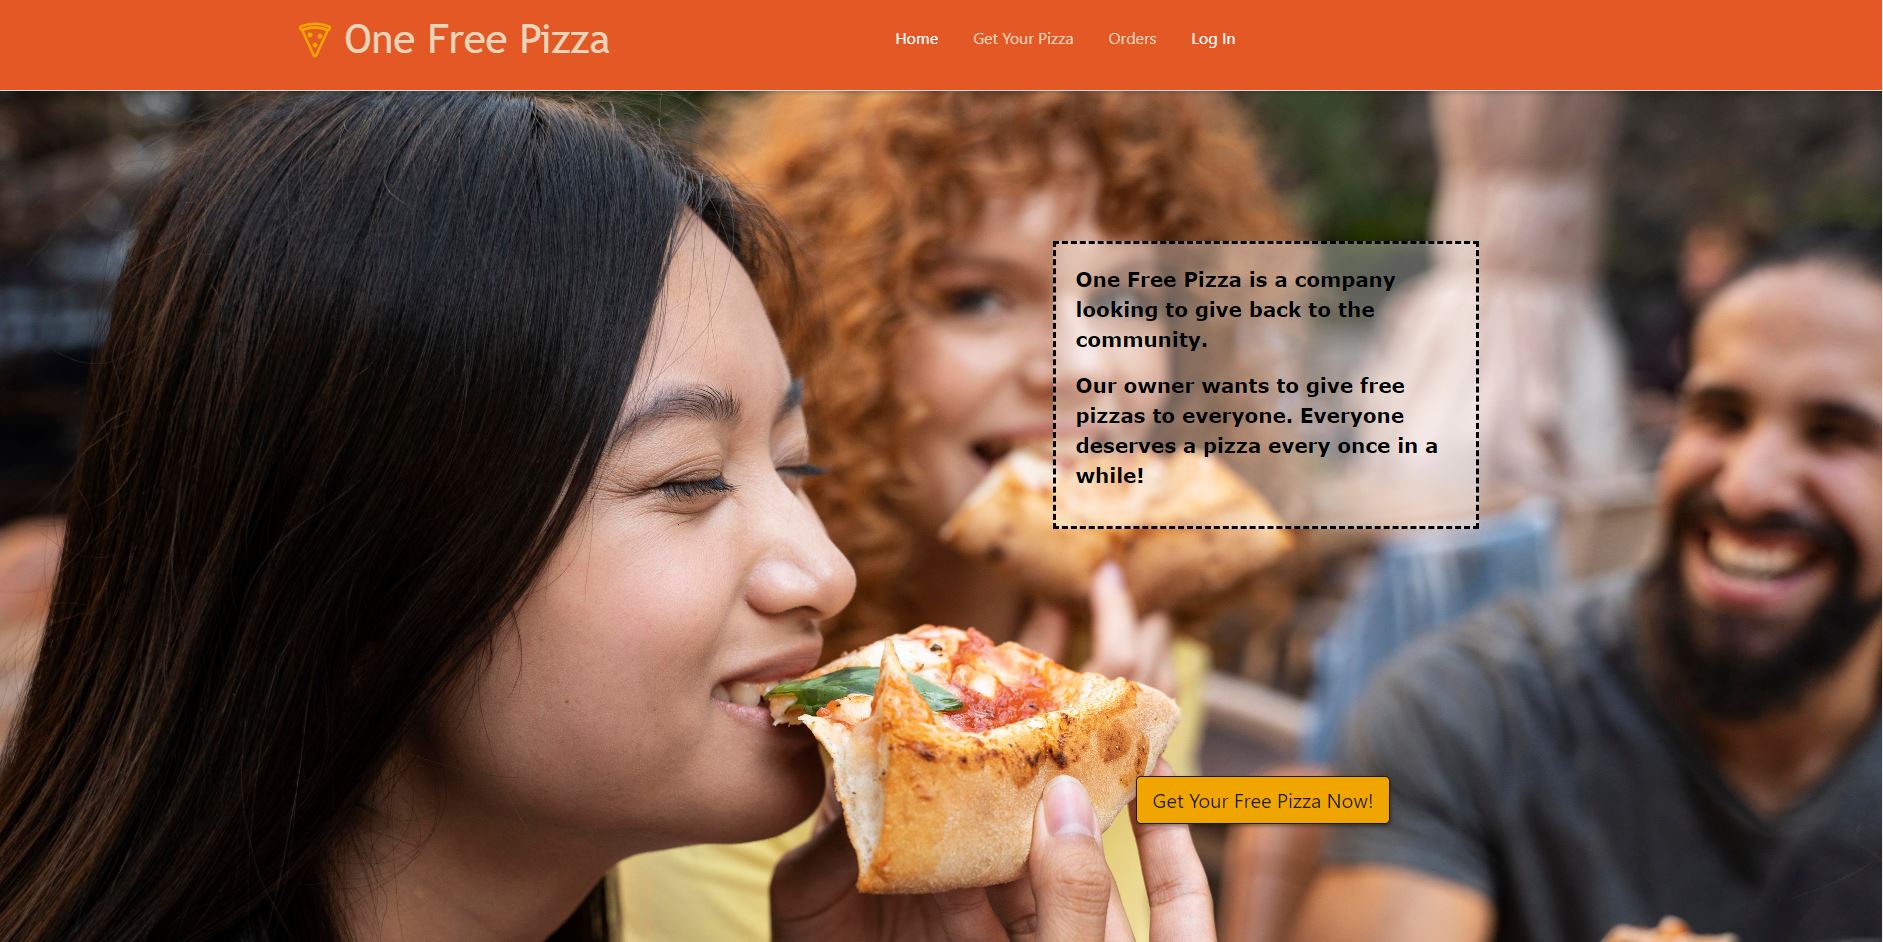 One Free Pizza
Home Get Your Pizza Orders Log In
One Free Pizza is a company
looking to give back to the
community.
Our owner wants to give free
pizzas to everyone. Everyone
deserves a pizza every once in a
while!
Get Your Free Pizza Now!